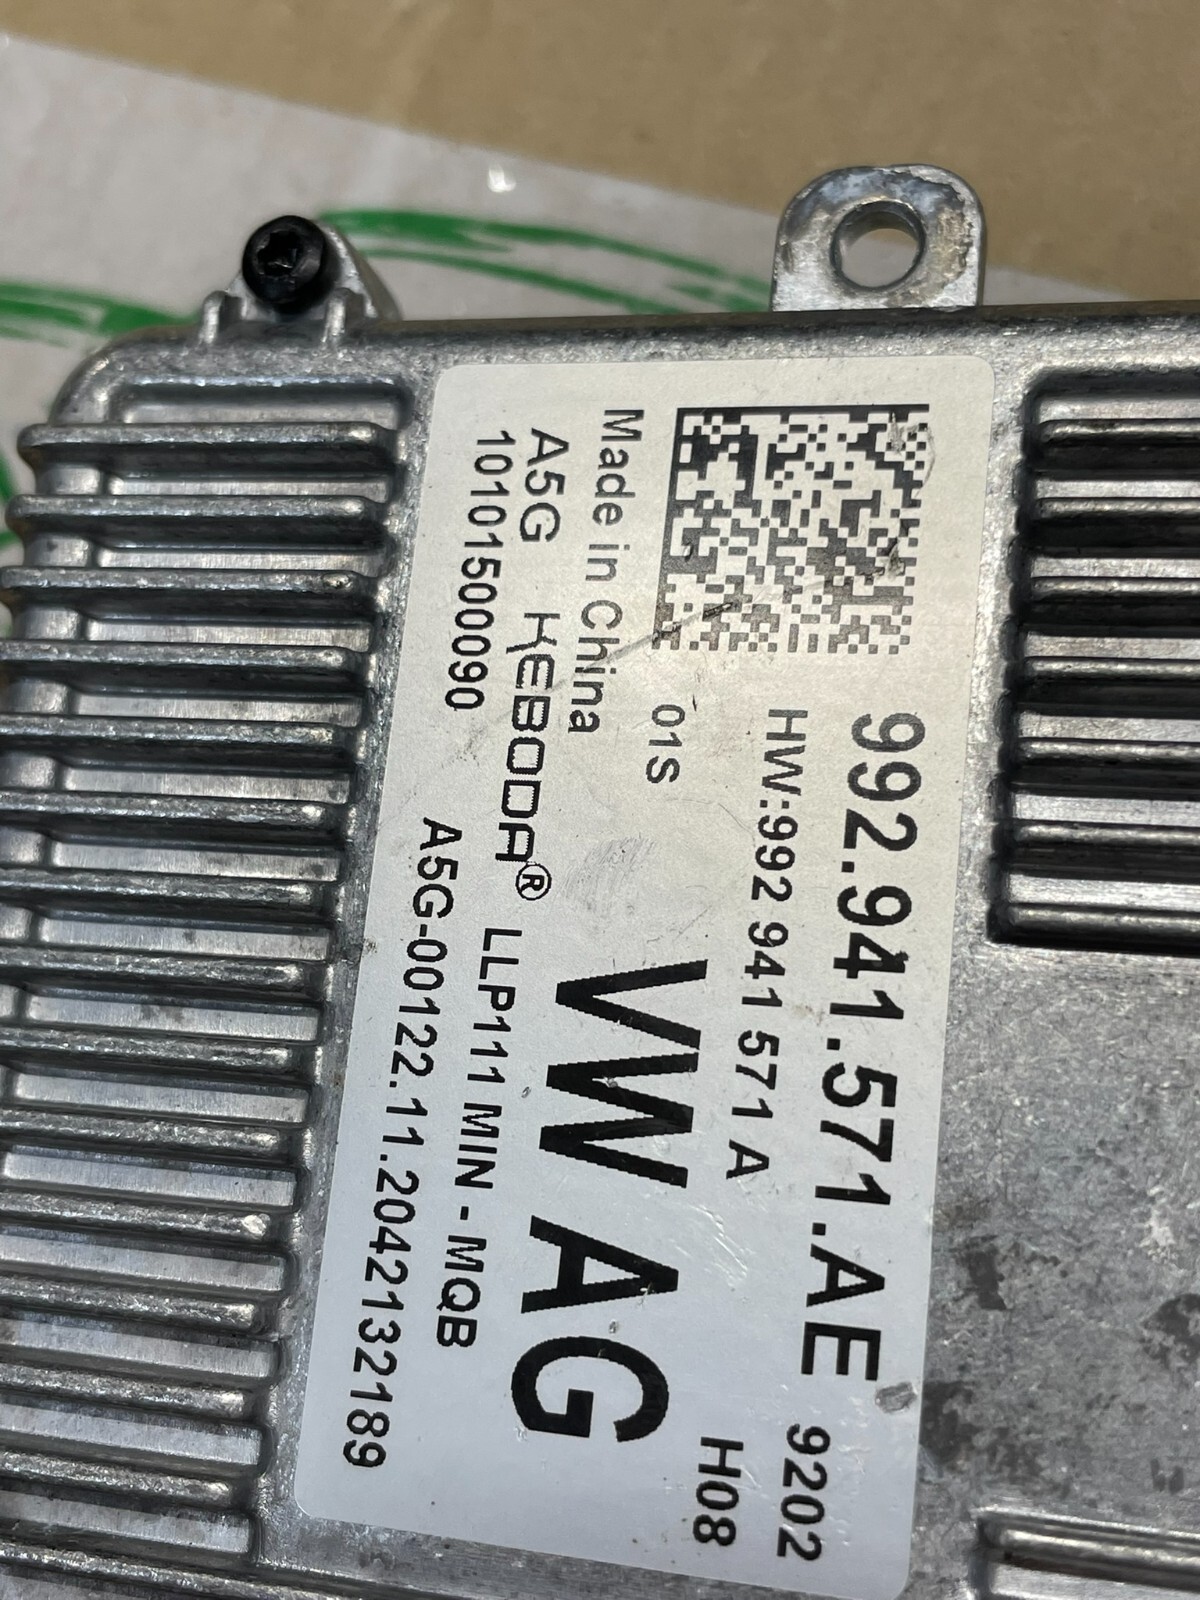 992.941.571.AE 9202
HW:992 941 571 A H08
01S VW AG
Made in China
A5G KEBODA® LLP111 MIN - MQB
10101500090 A5G-00122.11.2042132189